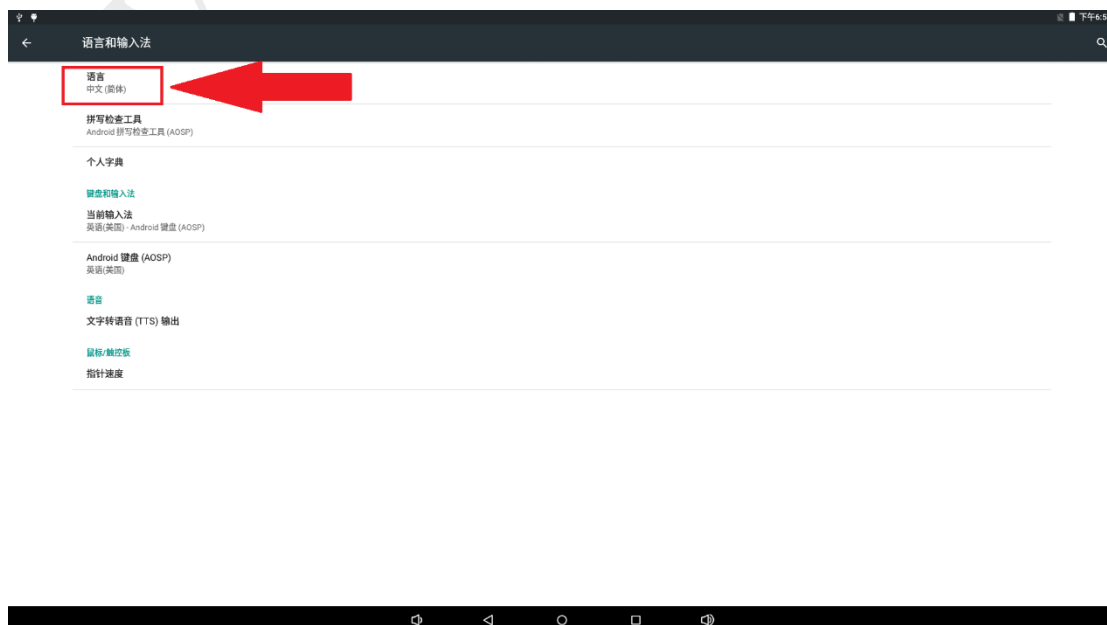 下午6:5
语言和输入法
语言
中文 (简体)
拼写检查工具
Android 拼写检查工具 (AOSP)
个人字典
键盘和输入法
当前输入法
英语(美国) - Android 键盘 (AOSP)
Android 键盘 (AOSP)
英语(美国)
语音
文字转语音 (TTS) 输出
鼠标/触控板
指针速度